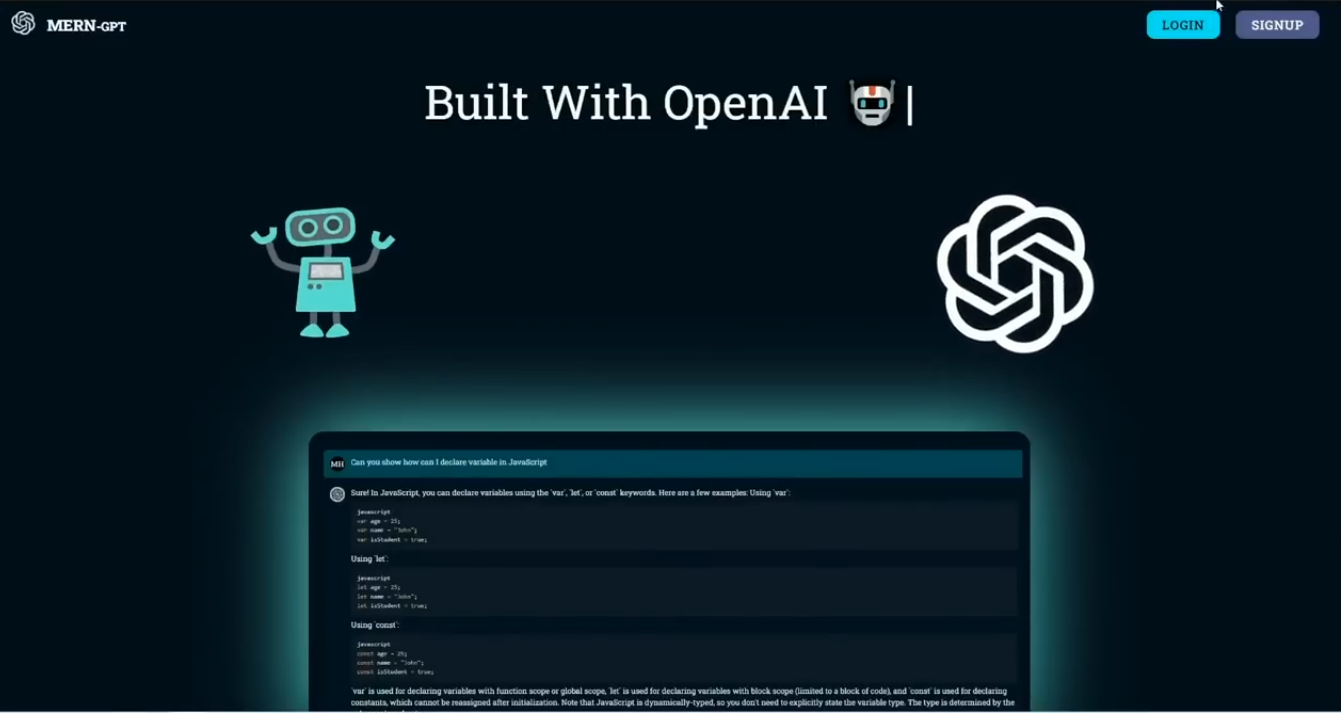 MERN-GPT
LOGIN
SIGNUP
Built With OpenAI 🤖|
MH Can you show how can I declare variable in JavaScript
Sure! In JavaScript, you can declare variables using the `var`, `let`, or `const` keywords. Here are a few examples: Using `var`:
javascript
var age = 25;
var name = "John";
var isStudent = true;
Using `let`:
javascript
let age = 25;
let name = "John";
let isStudent = true;
Using `const`:
javascript
const age = 25;
const name = "John";
const isStudent = true;
`var` is used for declaring variables with function scope or global scope, `let` is used for declaring variables with block scope (limited to a block of code), and `const` is used for declaring
constants, which cannot be reassigned after initialization. Note that JavaScript is dynamically-typed, so you don't need to explicitly state the variable type. The type is determined by the